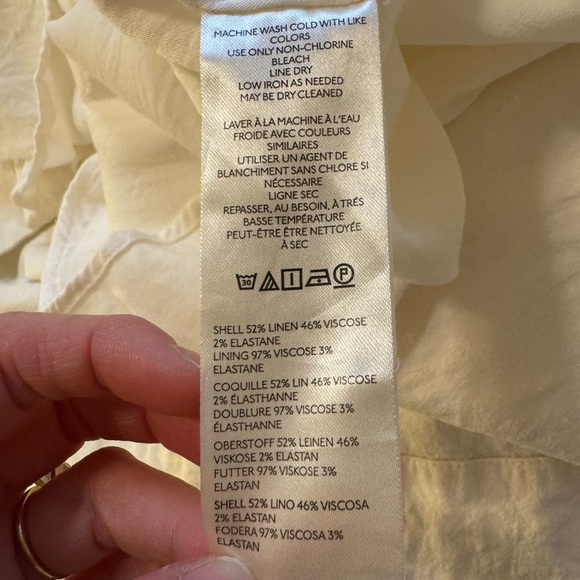 MACHINE WASH COLD WITH LIKE
COLORS
USE ONLY NON-CHLORINE
BLEACH
LINE DRY
LOW IRON AS NEEDED
MAY BE DRY CLEANED
LAVER À LA MACHINE À L'EAU
FROIDE AVEC COULEURS
SIMILAIRES
UTILISER UN AGENT DE
BLANCHIMENT SANS CHLORE SI
NÉCESSAIRE
LIGNE SEC
REPASSER, AU BESOIN, À TRÉS
BASSE TEMPÉRATURE
PEUT-ÊTRE ÊTRE NETTOYÉE
À SEC
30 P
SHELL 52% LINEN 46% VISCOSE
2% ELASTANE
LINING 97% VISCOSE 3%
ELASTANE
COQUILLE 52% LIN 46% VISCOSE
2% ÉLASTHANNE
DOUBLURE 97% VISCOSE 3%
ÉLASTHANNE
OBERSTOFF 52% LEINEN 46%
VISKOSE 2% ELASTAN
FUTTER 97% VISKOSE 3%
ELASTAN
SHELL 52% LINO 46% VISCOSA
2% ELASTAN
FODERA 97% VISCOSA 3%
ELASTAN